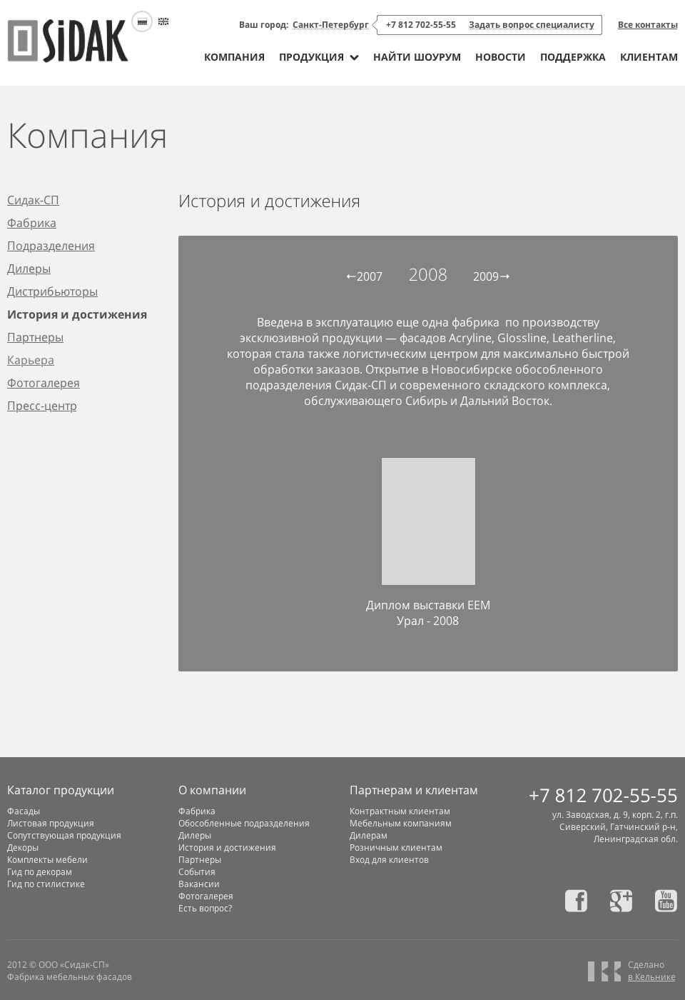 SiDAK
Ваш город: Санкт-Петербург
+7 812 702-55-55
Задать вопрос специалисту
Все контакты
КОМПАНИЯ ПРОДУКЦИЯ НАЙТИ ШОУРУМ НОВОСТИ ПОДДЕРЖКА КЛИЕНТАМ
Компания
Сидак-СП
Фабрика
Подразделения
Дилеры
Дистрибьюторы
История и достижения
Партнеры
Карьера
Фотогалерея
Пресс-центр
История и достижения
←2007 2008 2009→
Введена в эксплуатацию еще одна фабрика по производству
эксклюзивной продукции — фасадов Acryline, Glossline, Leatherline,
которая стала также логистическим центром для максимально быстрой
обработки заказов. Открытие в Новосибирске обособленного
подразделения Сидак-СП и современного складского комплекса,
обслуживающего Сибирь и Дальний Восток.
Диплом выставки ЕЕМ
Урал - 2008
Каталог продукции
Фасады
Листовая продукция
Сопутствующая продукция
Декоры
Комплекты мебели
Гид по декорам
Гид по стилистике
О компании
Фабрика
Обособленные подразделения
Дилеры
История и достижения
Партнеры
События
Вакансии
Фотогалерея
Есть вопрос?
Партнерам и клиентам
Контрактным клиентам
Мебельным компаниям
Дилерам
Розничным клиентам
Вход для клиентов
+7 812 702-55-55
ул. Заводская, д. 9, корп. 2, г.п.
Сиверский, Гатчинский р-н,
Ленинградская обл.
You
Tube
2012 © ООО «Сидак-СП»
Фабрика мебельных фасадов
Сделано
в Кельнике